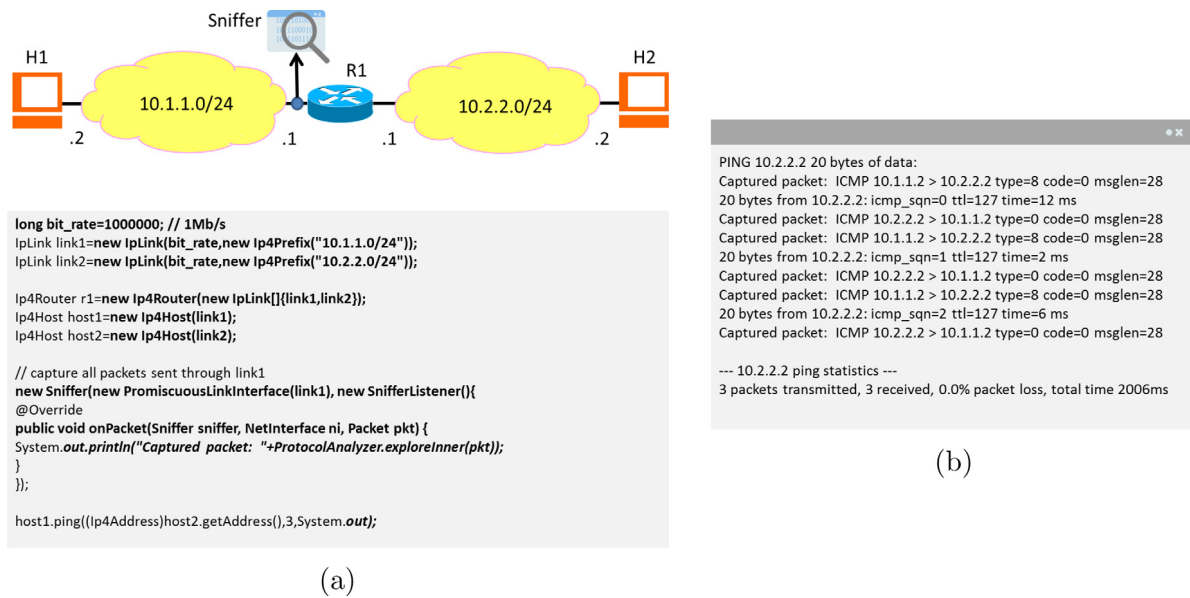 Sniffer
H1
R1
H2
10.1.1.0/24
10.2.2.0/24
.2
.1
.1
.2
long bit_rate=1000000; // 1Mb/s
IpLink link1=new IpLink(bit_rate,new Ip4Prefix("10.1.1.0/24"));
IpLink link2=new IpLink(bit_rate,new Ip4Prefix("10.2.2.0/24"));
Ip4Router r1=new Ip4Router(new IpLink[]{link1,link2});
Ip4Host host1=new Ip4Host(link1);
Ip4Host host2=new Ip4Host(link2);
// capture all packets sent through link1
new Sniffer(new PromiscuousLinkInterface(link1), new SnifferListener(){
@Override
public void onPacket(Sniffer sniffer, NetInterface ni, Packet pkt) {
System.out.println("Captured packet: "+ProtocolAnalyzer.exploreInner(pkt));
}
});
host1.ping((Ip4Address)host2.getAddress(),3,System.out);
(a)
PING 10.2.2.2 20 bytes of data:
Captured packet: ICMP 10.1.1.2 > 10.2.2.2 type=8 code=0 msglen=28
20 bytes from 10.2.2.2: icmp_sqn=0 ttl=127 time=12 ms
Captured packet: ICMP 10.2.2.2 > 10.1.1.2 type=0 code=0 msglen=28
Captured packet: ICMP 10.1.1.2 > 10.2.2.2 type=8 code=0 msglen=28
20 bytes from 10.2.2.2: icmp_sqn=1 ttl=127 time=2 ms
Captured packet: ICMP 10.2.2.2 > 10.1.1.2 type=0 code=0 msglen=28
Captured packet: ICMP 10.1.1.2 > 10.2.2.2 type=8 code=0 msglen=28
20 bytes from 10.2.2.2: icmp_sqn=2 ttl=127 time=6 ms
Captured packet: ICMP 10.2.2.2 > 10.1.1.2 type=0 code=0 msglen=28
--- 10.2.2.2 ping statistics ---
3 packets transmitted, 3 received, 0.0% packet loss, total time 2006ms
(b)